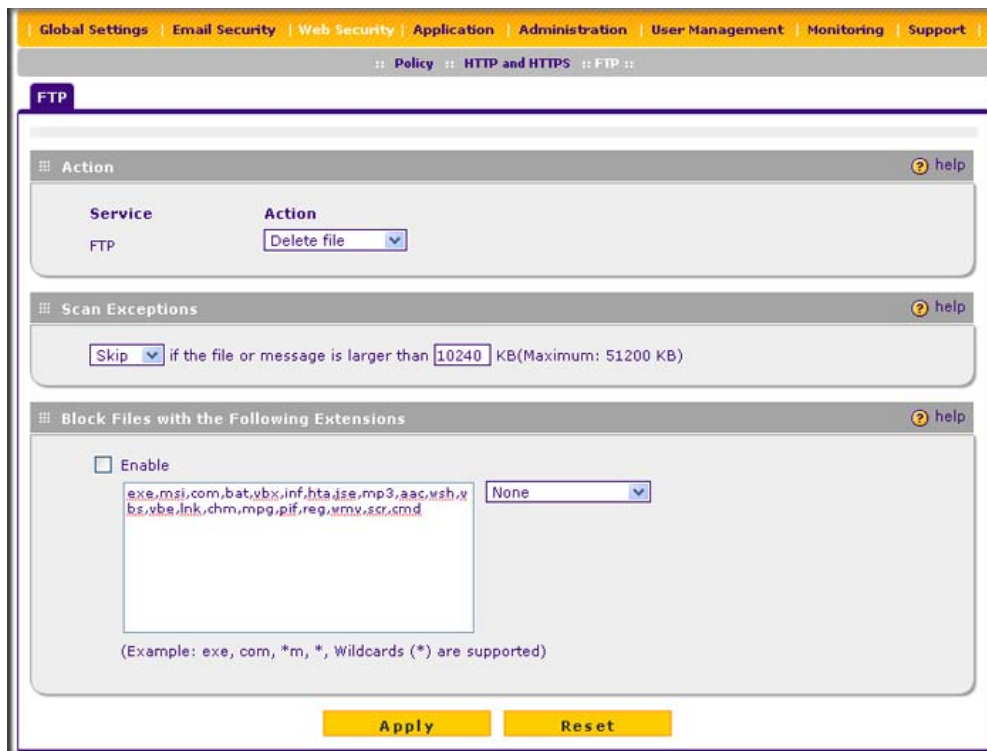 Global Settings | Email Security | Web Security | Application | Administration | User Management | Monitoring | Support
:: Policy :: HTTP and HTTPS :: FTP ::
FTP
Action
? help
Service Action
FTP Delete file
Scan Exceptions
? help
Skip if the file or message is larger than 10240 KB(Maximum: 51200 KB)
Block Files with the Following Extensions
? help
Enable
exe,msi,com,bat,vbx,inf,hta,jse,mp3,aac,wsh,v
bs,vbe,lnk,chm,mpg,pif,reg,wmv,scr,cmd
None
(Example: exe, com, *m, *, Wildcards (*) are supported)
Apply Reset